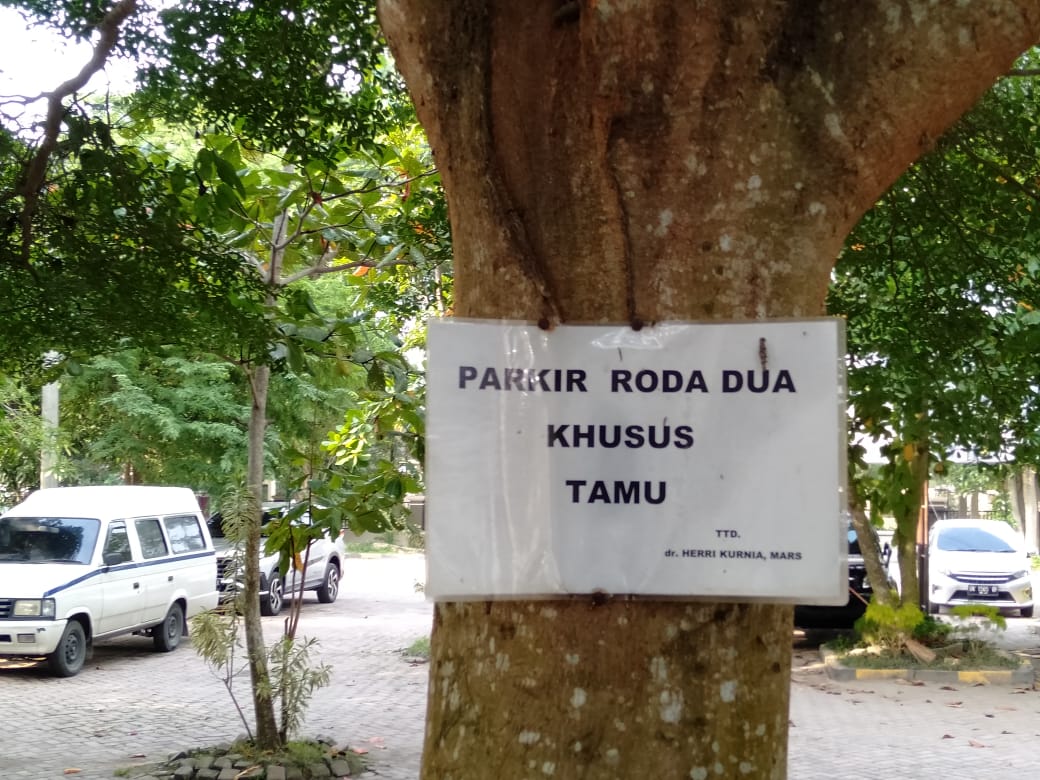 PARKIR RODA DUA
KHUSUS
TAMU
TTD.
dr. HERRI KURNIA, MARS